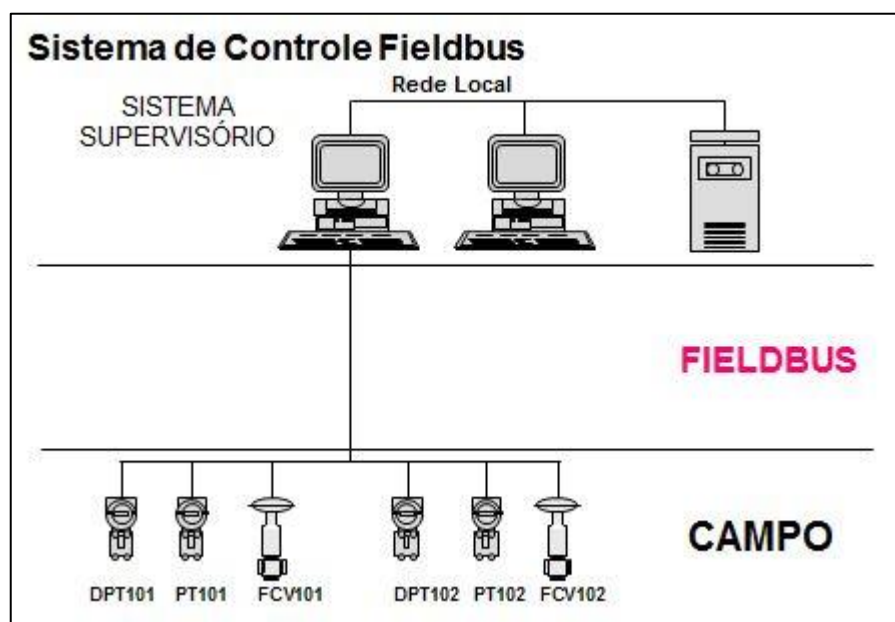 Sistema de Controle Fieldbus
Rede Local
SISTEMA
SUPERVISÓRIO
FIELDBUS
CAMPO
DPT101 PT101 FCV101 DPT102 PT102 FCV102